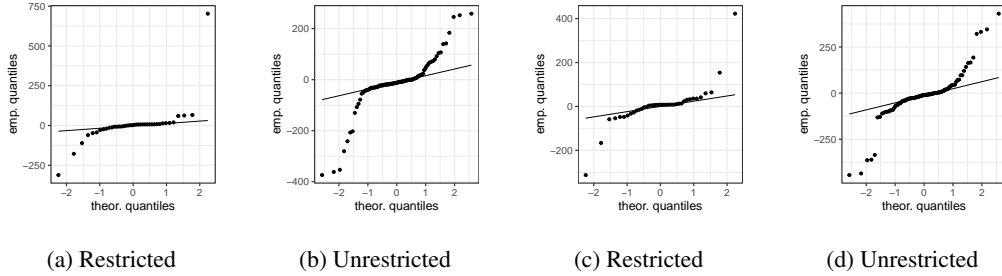 750
500
250
0
−250
emp. quantiles
−2 −1 0 1 2
theor. quantiles
(a) Restricted
200
0
−200
−400
emp. quantiles
−2 −1 0 1 2
theor. quantiles
(b) Unrestricted
400
200
0
−200
emp. quantiles
−2 −1 0 1 2
theor. quantiles
(c) Restricted
250
0
−250
emp. quantiles
−2 −1 0 1 2
theor. quantiles
(d) Unrestricted